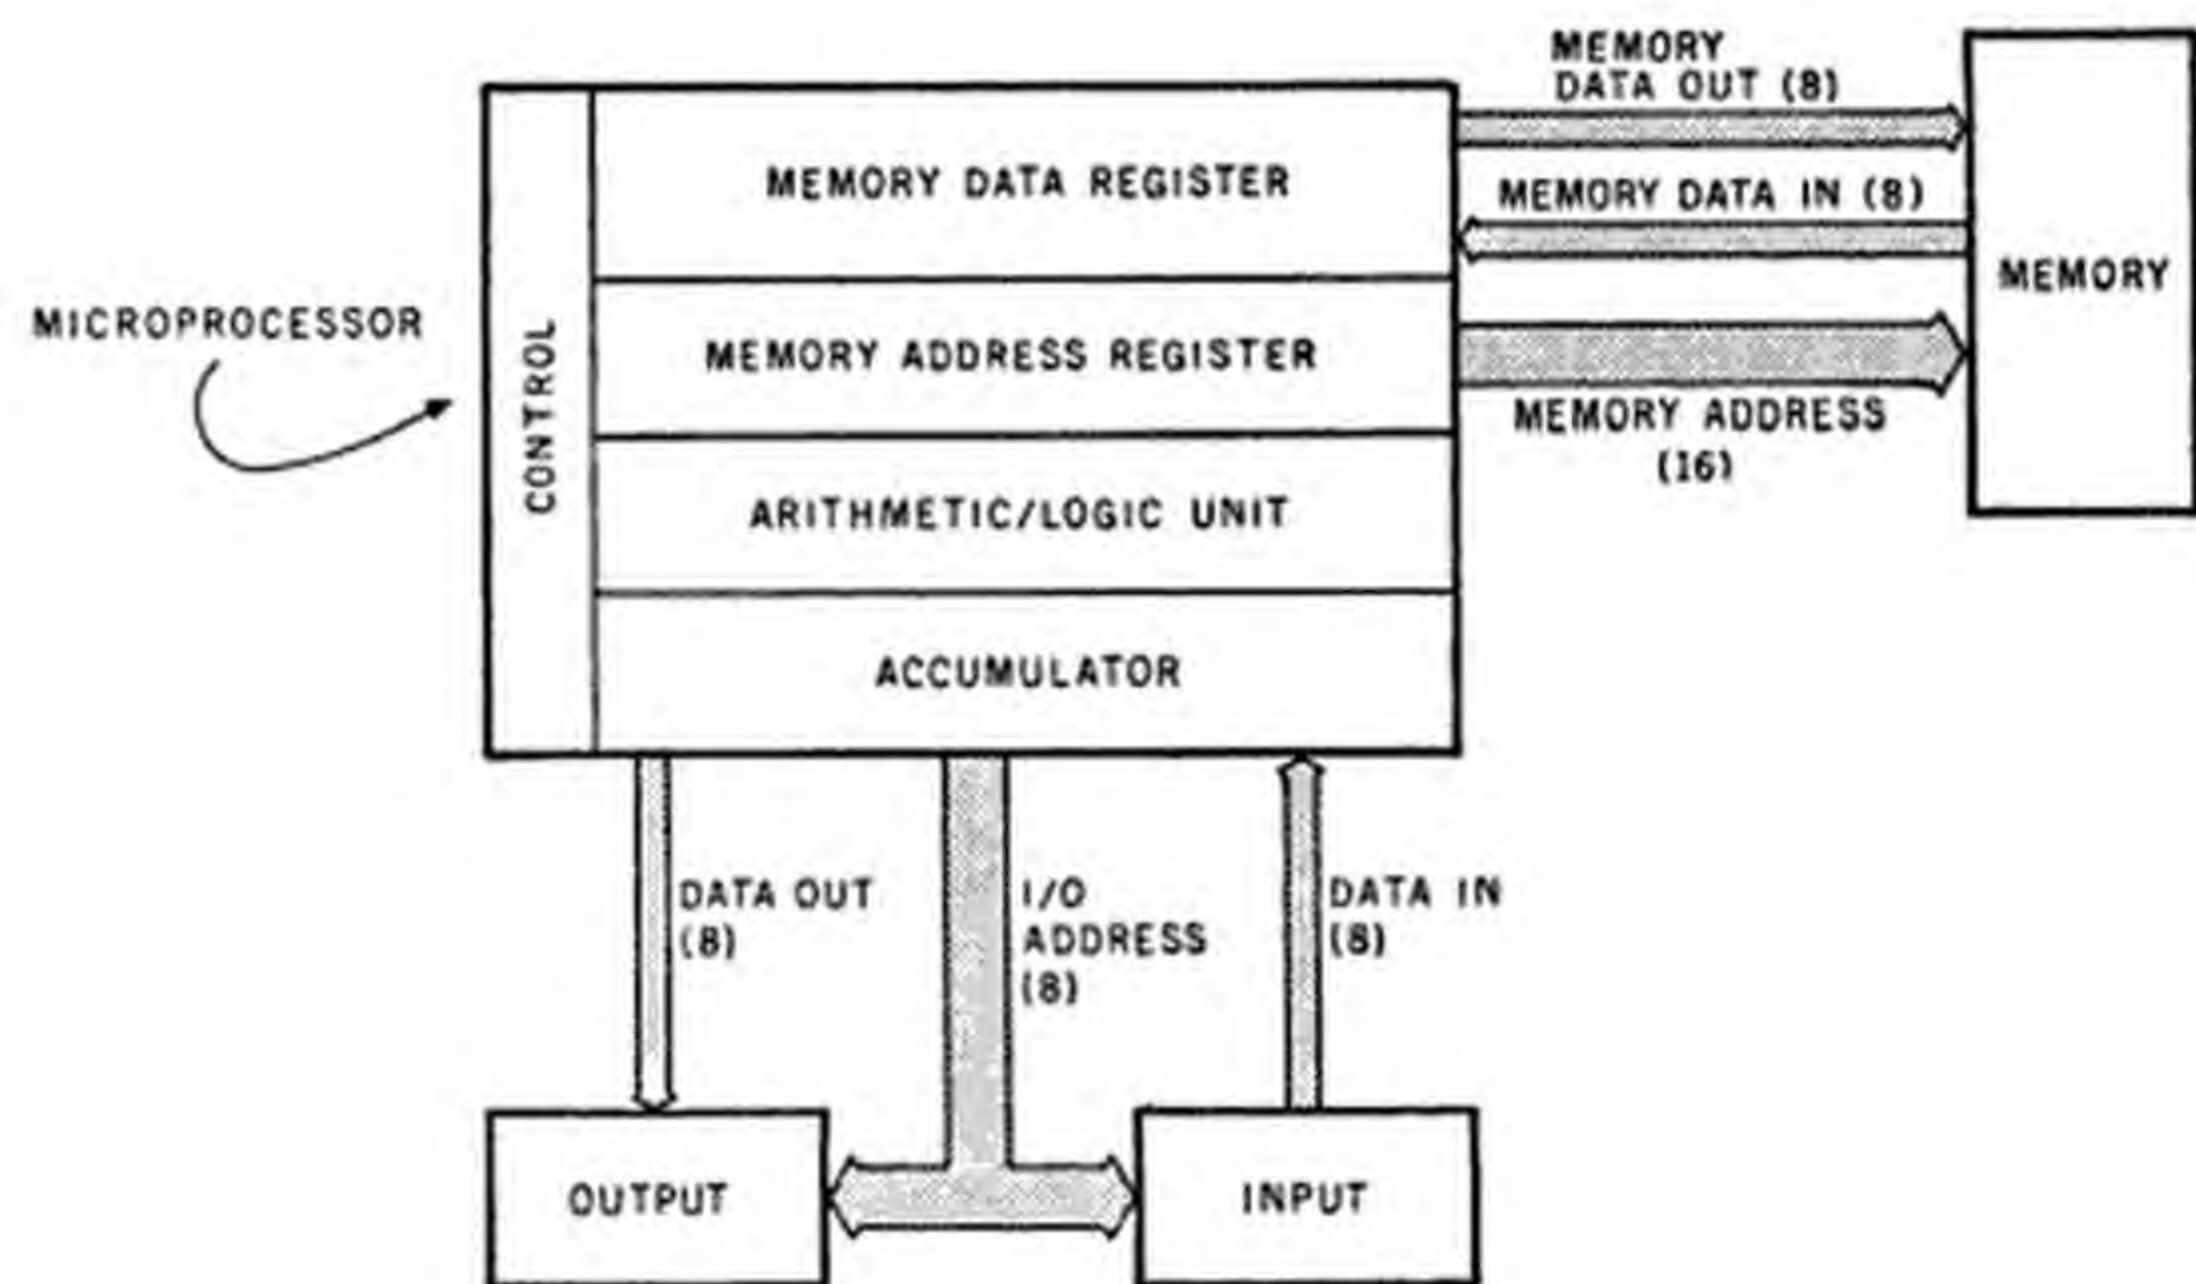 MEMORY
DATA OUT (8)
MEMORY DATA REGISTER
MEMORY DATA IN (8)
MEMORY
MICROPROCESSOR
CONTROL
MEMORY ADDRESS REGISTER
MEMORY ADDRESS
(16)
ARITHMETIC/LOGIC UNIT
ACCUMULATOR
DATA OUT
(8)
I/O
ADDRESS
(8)
DATA IN
(8)
OUTPUT
INPUT